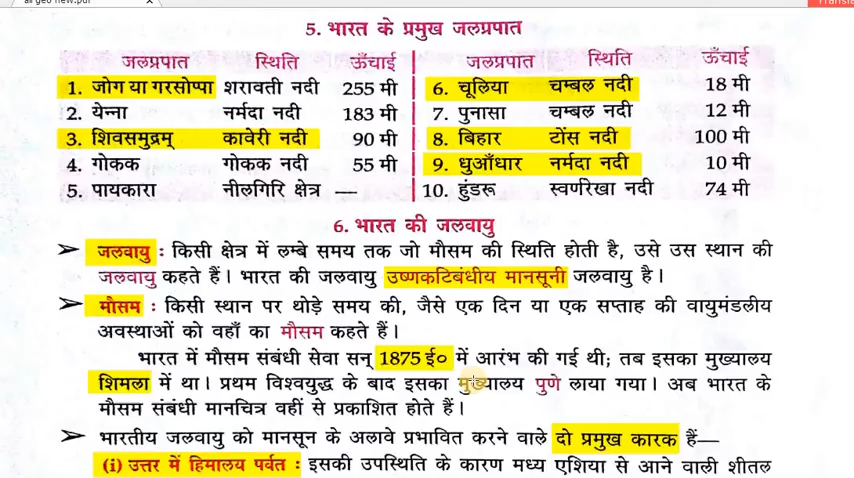 5. भारत के प्रमुख जलप्रपात
जलप्रपात स्थिति ऊँचाई
1. जोग या गरसोप्पा शरावती नदी 255 मी
2. येन्ना नर्मदा नदी 183 मी
3. शिवसमुद्रम् कावेरी नदी 90 मी
4. गोकक गोकक नदी 55 मी
5. पायकारा नीलगिरि क्षेत्र —
जलप्रपात स्थिति ऊँचाई
6. चूलिया चम्बल नदी 18 मी
7. पुनासा चम्बल नदी 12 मी
8. बिहार टोंस नदी 100 मी
9. धुआँधार नर्मदा नदी 10 मी
10. हुंडरू स्वर्णरेखा नदी 74 मी
6. भारत की जलवायु
➢ जलवायु : किसी क्षेत्र में लम्बे समय तक जो मौसम की स्थिति होती है, उसे उस स्थान की
जलवायु कहते हैं। भारत की जलवायु उष्णकटिबंधीय मानसूनी जलवायु है।
➢ मौसम : किसी स्थान पर थोड़े समय की, जैसे एक दिन या एक सप्ताह की वायुमंडलीय
अवस्थाओं को वहाँ का मौसम कहते हैं।
भारत में मौसम संबंधी सेवा सन् 1875 ई० में आरंभ की गई थी; तब इसका मुख्यालय
शिमला में था। प्रथम विश्वयुद्ध के बाद इसका मुख्यालय पुणे लाया गया। अब भारत के
मौसम संबंधी मानचित्र वहीं से प्रकाशित होते हैं।
➢ भारतीय जलवायु को मानसून के अलावे प्रभावित करने वाले दो प्रमुख कारक हैं—
(i) उत्तर में हिमालय पर्वत : इसकी उपस्थिति के कारण मध्य एशिया से आने वाली शीतल